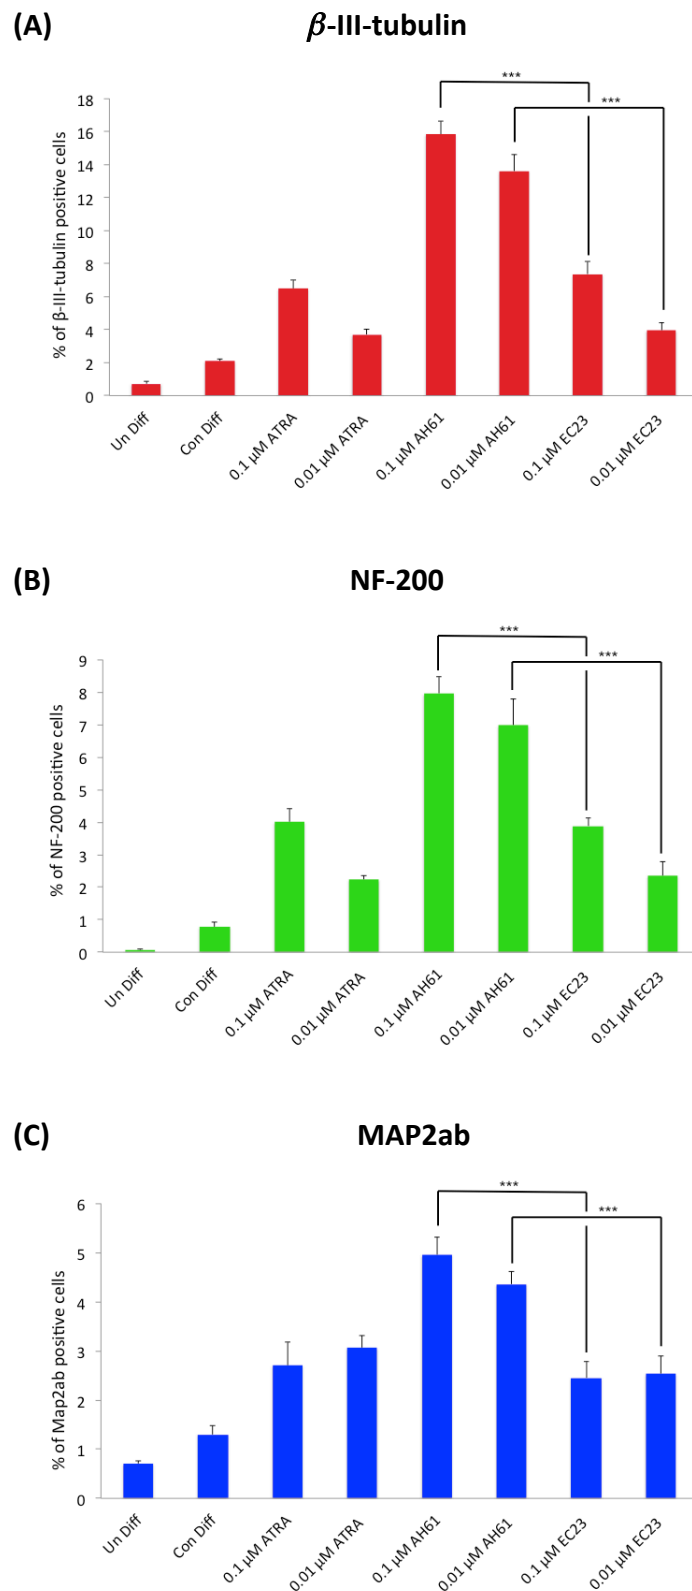 (A) β-III-tubulin
***
***
% of β-III-tubulin positive cells
18
16
14
12
10
8
6
4
2
0
Un Diff
Con Diff
0.1 µM ATRA
0.01 µM ATRA
0.1 µM AH61
0.01 µM AH61
0.1 µM EC23
0.01 µM EC23
(B) NF-200
***
***
% of NF-200 positive cells
9
8
7
6
5
4
3
2
1
0
Un Diff
Con Diff
0.1 µM ATRA
0.01 µM ATRA
0.1 µM AH61
0.01 µM AH61
0.1 µM EC23
0.01 µM EC23
(C) MAP2ab
***
***
% of Map2ab positive cells
6
5
4
3
2
1
0
Un Diff
Con Diff
0.1 µM ATRA
0.01 µM ATRA
0.1 µM AH61
0.01 µM AH61
0.1 µM EC23
0.01 µM EC23